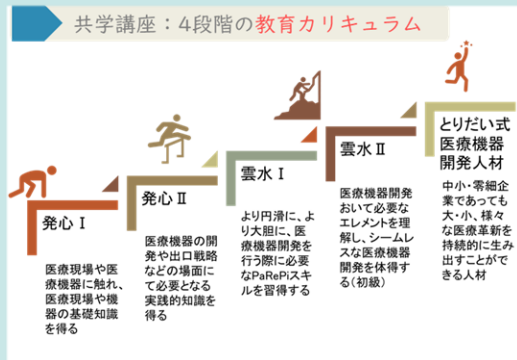 共学講座：4段階の教育カリキュラム
発心Ⅰ
医療現場や医
療機器に触れ、
医療現場や機
器の基礎知識
を得る
発心Ⅱ
医療機器の開
発や出口戦略
などの場面に
て必要となる
実践的知識を
得る
雲水Ⅰ
より円滑に、よ
り大胆に、医
療機器開発を
行う際に必要
なPaRePiスキ
ルを習得する
雲水Ⅱ
医療機器開発
おいて必要な
エレメントを理
解し、シームレ
スな医療機器
開発を体得す
る(初級)
とりだい式
医療機器
開発人材
中小・零細企
業であっても
大・小、様々
な医療革新を
持続的に生み
出すことがで
きる人材